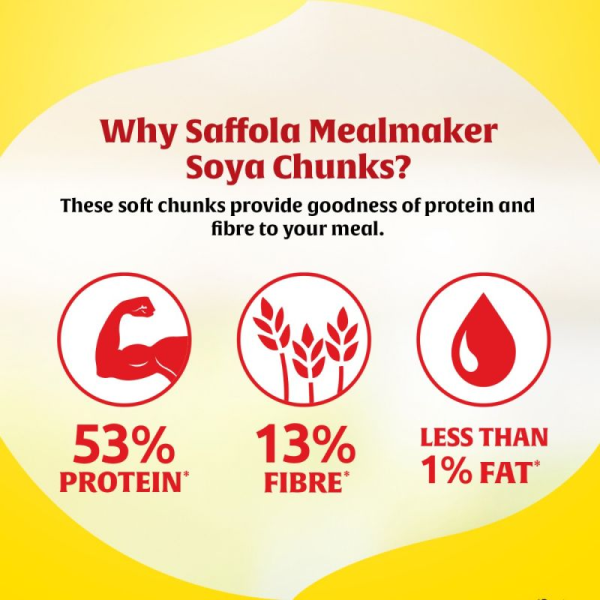 Why Saffola Mealmaker
Soya Chunks?
These soft chunks provide goodness of protein and
fibre to your meal.
53%
PROTEIN*
13%
FIBRE*
LESS THAN
1% FAT*